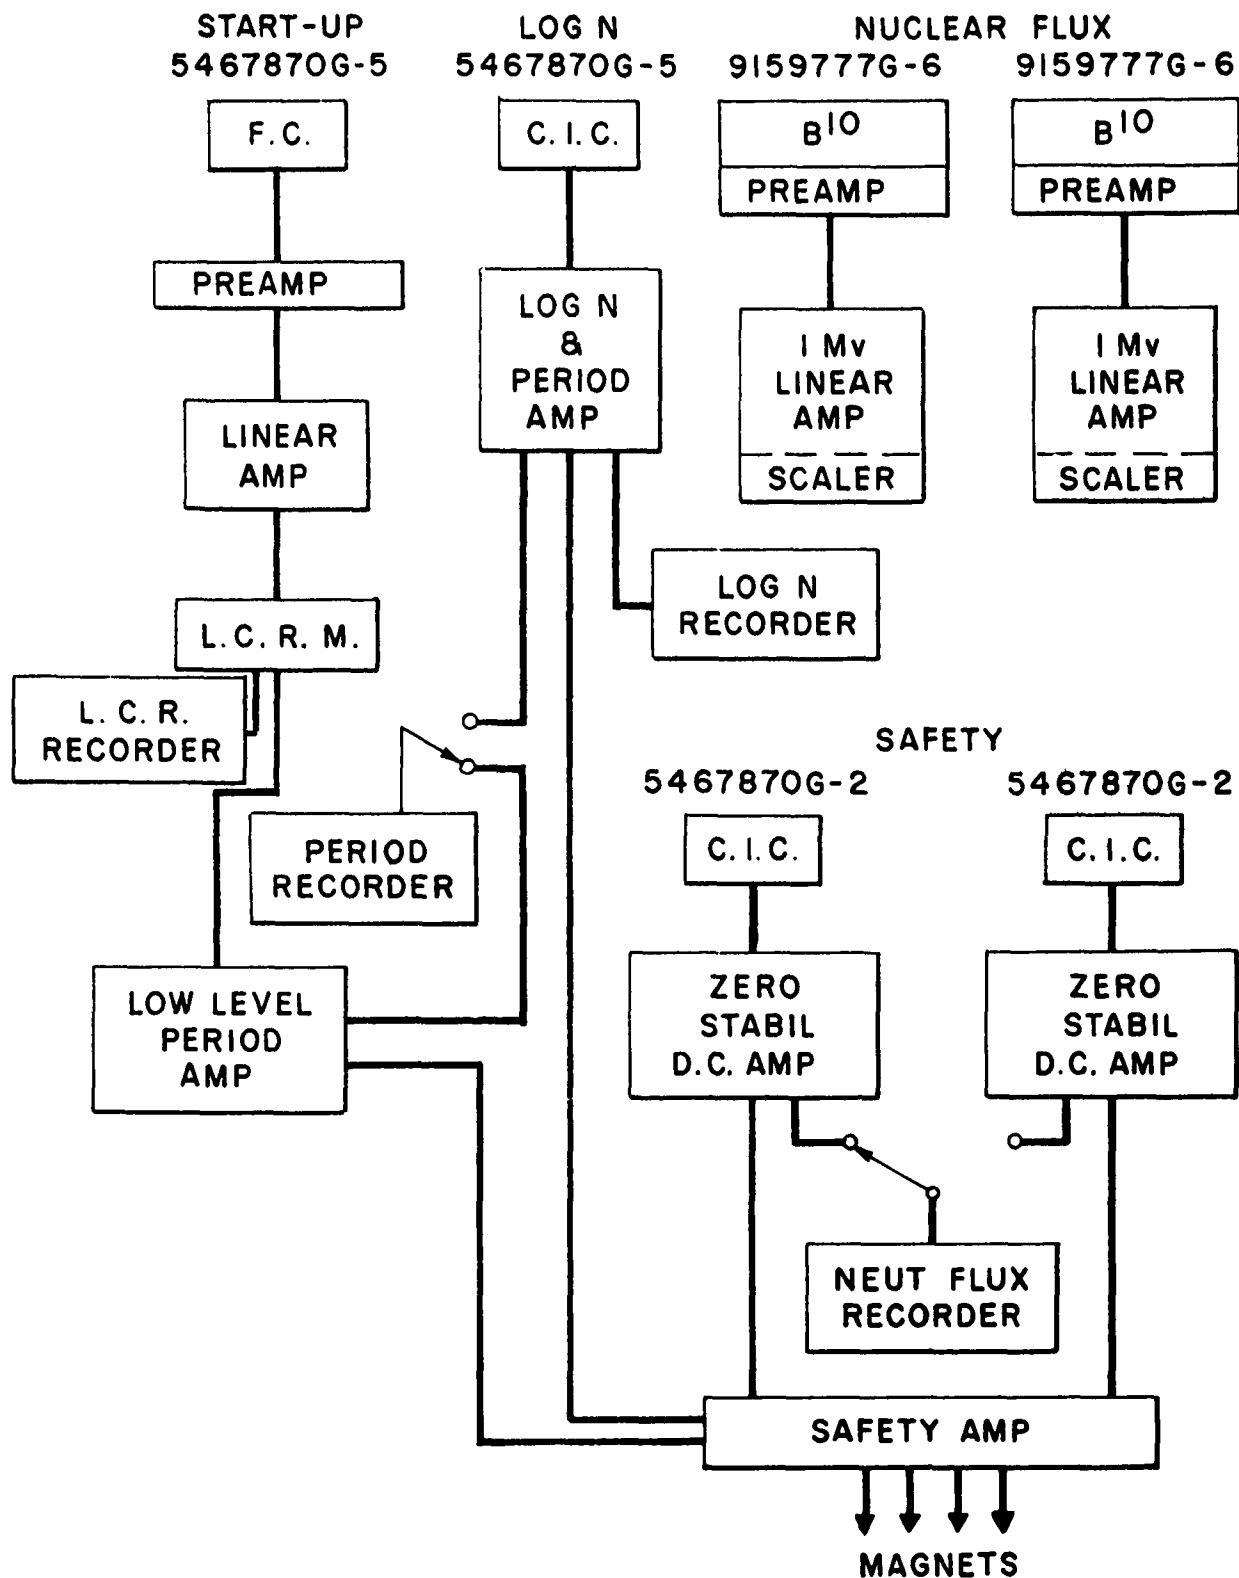 START-UP
5467870G-5
F.C.
PREAMP
LINEAR
AMP
L. C. R. M.
L. C. R.
RECORDER
LOW LEVEL
PERIOD
AMP
PERIOD
RECORDER
LOG N
5467870G-5
C. I. C.
LOG N
&
PERIOD
AMP
LOG N
RECORDER
NUCLEAR FLUX
9159777G-6
B10
PREAMP
1 Mv
LINEAR
AMP
SCALER
9159777G-6
B10
PREAMP
1 Mv
LINEAR
AMP
SCALER
SAFETY
5467870G-2
C. I. C.
ZERO
STABIL
D.C. AMP
5467870G-2
C. I. C.
ZERO
STABIL
D.C. AMP
NEUT FLUX
RECORDER
SAFETY AMP
MAGNETS